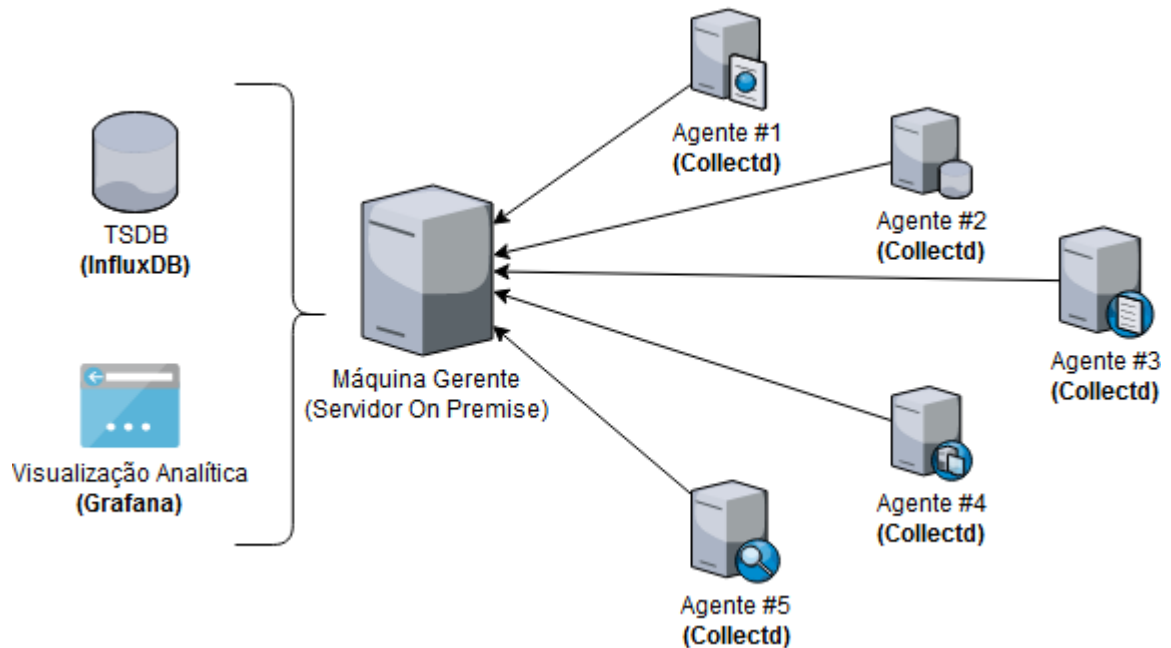 TSDB
(InfluxDB)
Visualização Analítica
(Grafana)
Máquina Gerente
(Servidor On Premise)
Agente #1
(Collectd)
Agente #2
(Collectd)
Agente #3
(Collectd)
Agente #4
(Collectd)
Agente #5
(Collectd)